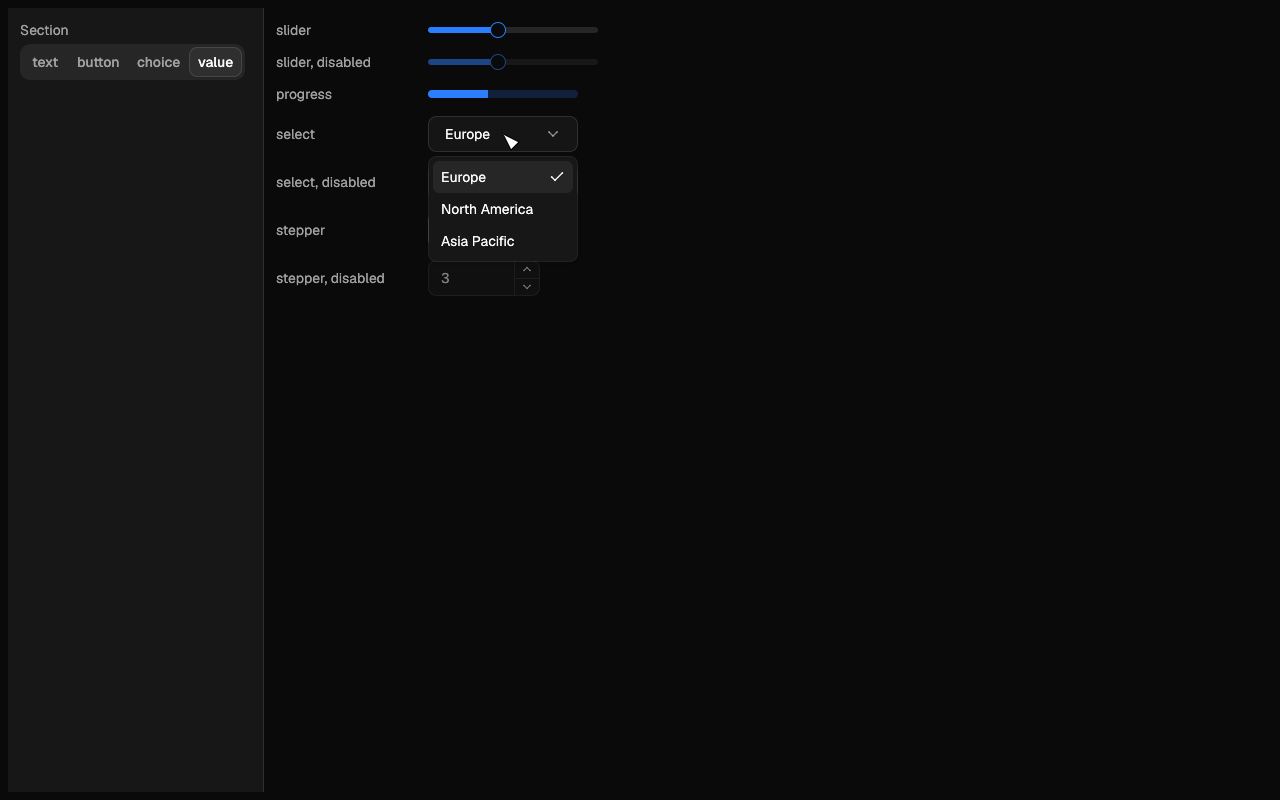 Section
text button choice value
slider
slider, disabled
progress
select Europe
Europe
select, disabled
North America
stepper
Asia Pacific
stepper, disabled 3